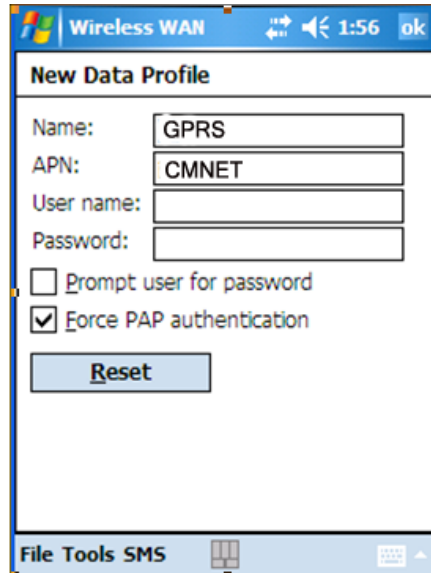 Wireless WAN 1:56 ok
New Data Profile
Name: GPRS
APN: CMNET
User name:
Password:
Prompt user for password
Force PAP authentication
Reset
File Tools SMS